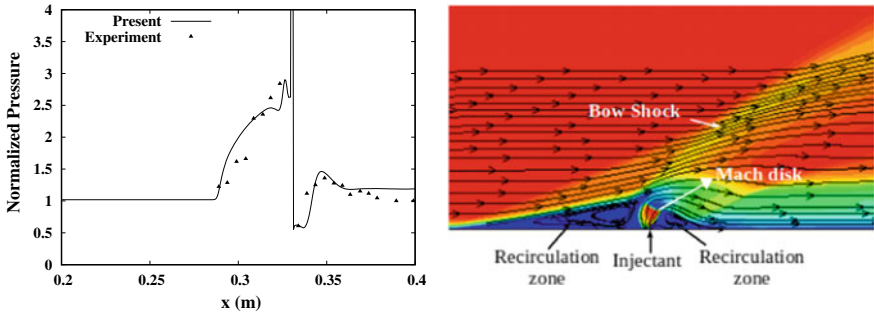 Present
Experiment
Normalized Pressure
4
3.5
3
2.5
2
1.5
1
0.5
0
0.2
0.25
0.3
0.35
0.4
x (m)
Bow Shock
Mach disk
Recirculation
zone
Injectant
Recirculation
zone